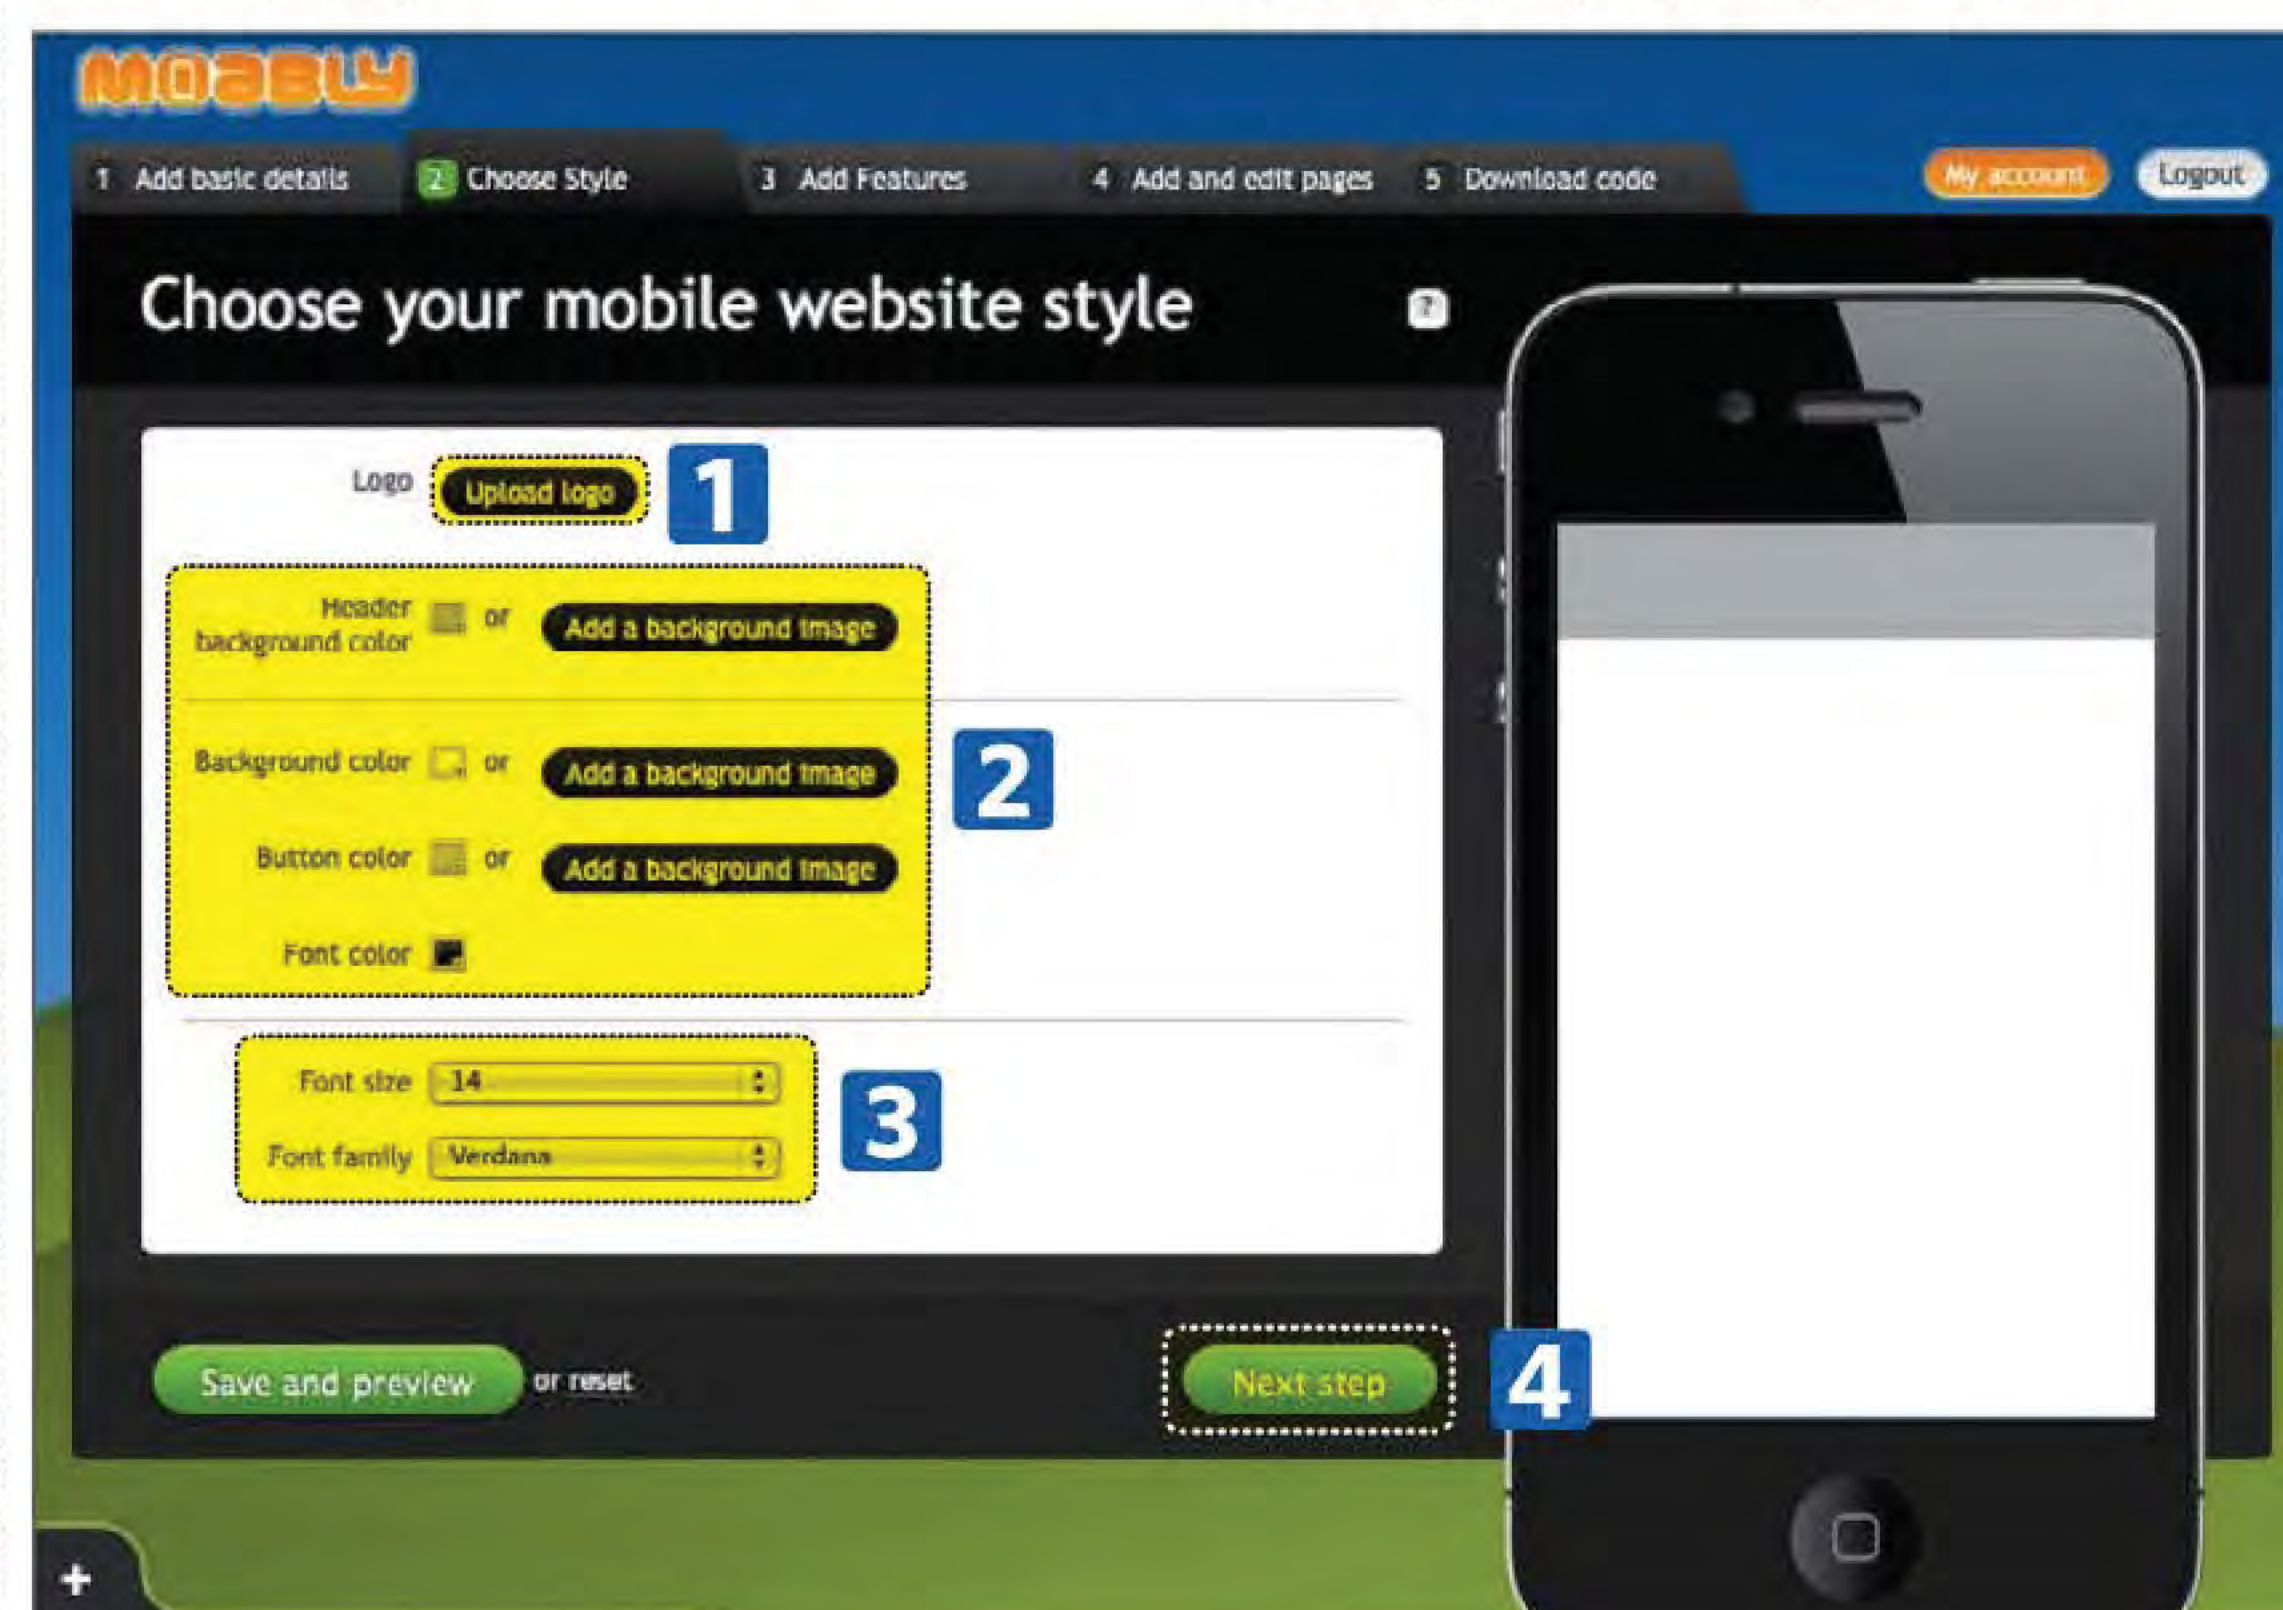 MOABLY
1 Add basic details 2 Choose Style 3 Add Features 4 Add and edit pages 5 Download code My account Logout
Choose your mobile website style ?
Logo Upload logo 1
Header
background color or Add a background image
Background color or Add a background image
2
Button color or Add a background image
Font color
Font size 14
3
Font family Verdana
Save and preview or reset Next step 4
+